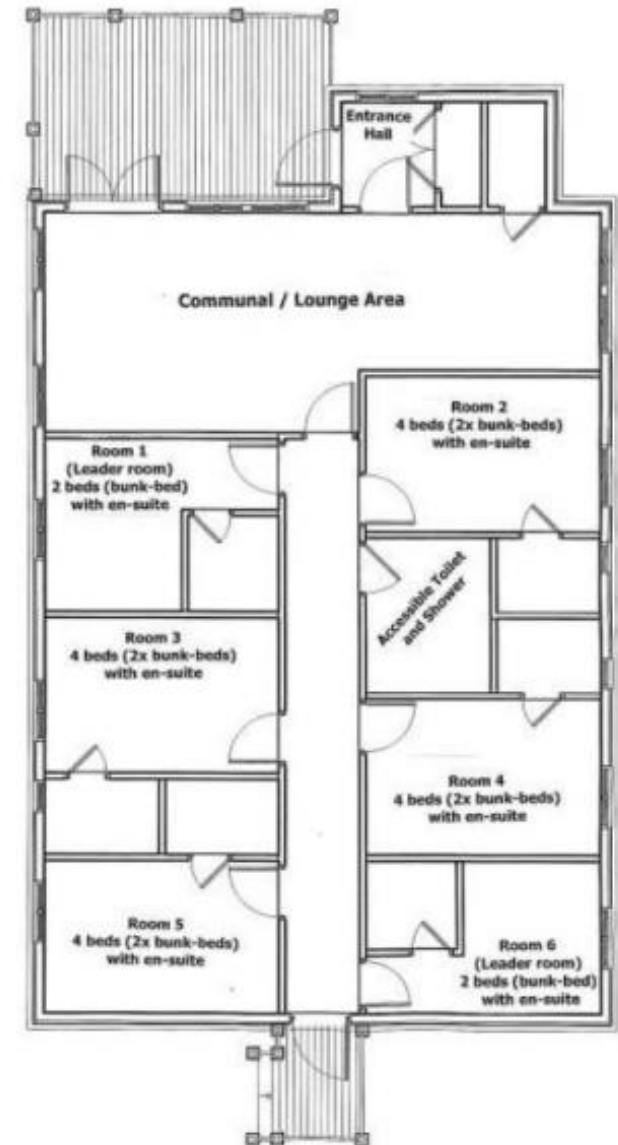 Entrance
Hall
Communal / Lounge Area
Room 2
4 beds (2x bunk-beds)
with en-suite
Room 1
(Leader room)
2 beds (bunk-bed)
with en-suite
Accessible Toilet
and Shower
Room 3
4 beds (2x bunk-beds)
with en-suite
Room 4
4 beds (2x bunk-beds)
with en-suite
Room 5
4 beds (2x bunk-beds)
with en-suite
Room 6
(Leader room)
2 beds (bunk-bed)
with en-suite